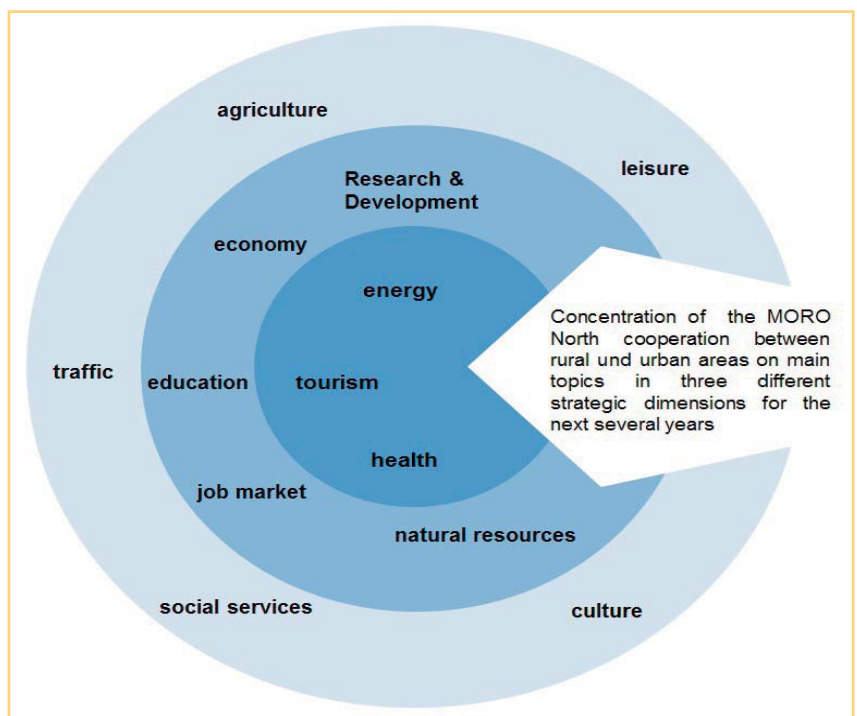 agriculture
leisure
Research &
Development
economy
energy
Concentration of the MORO
North cooperation between
rural und urban areas on main
topics in three different
strategic dimensions for the
next several years
traffic
education
tourism
health
job market
natural resources
social services
culture